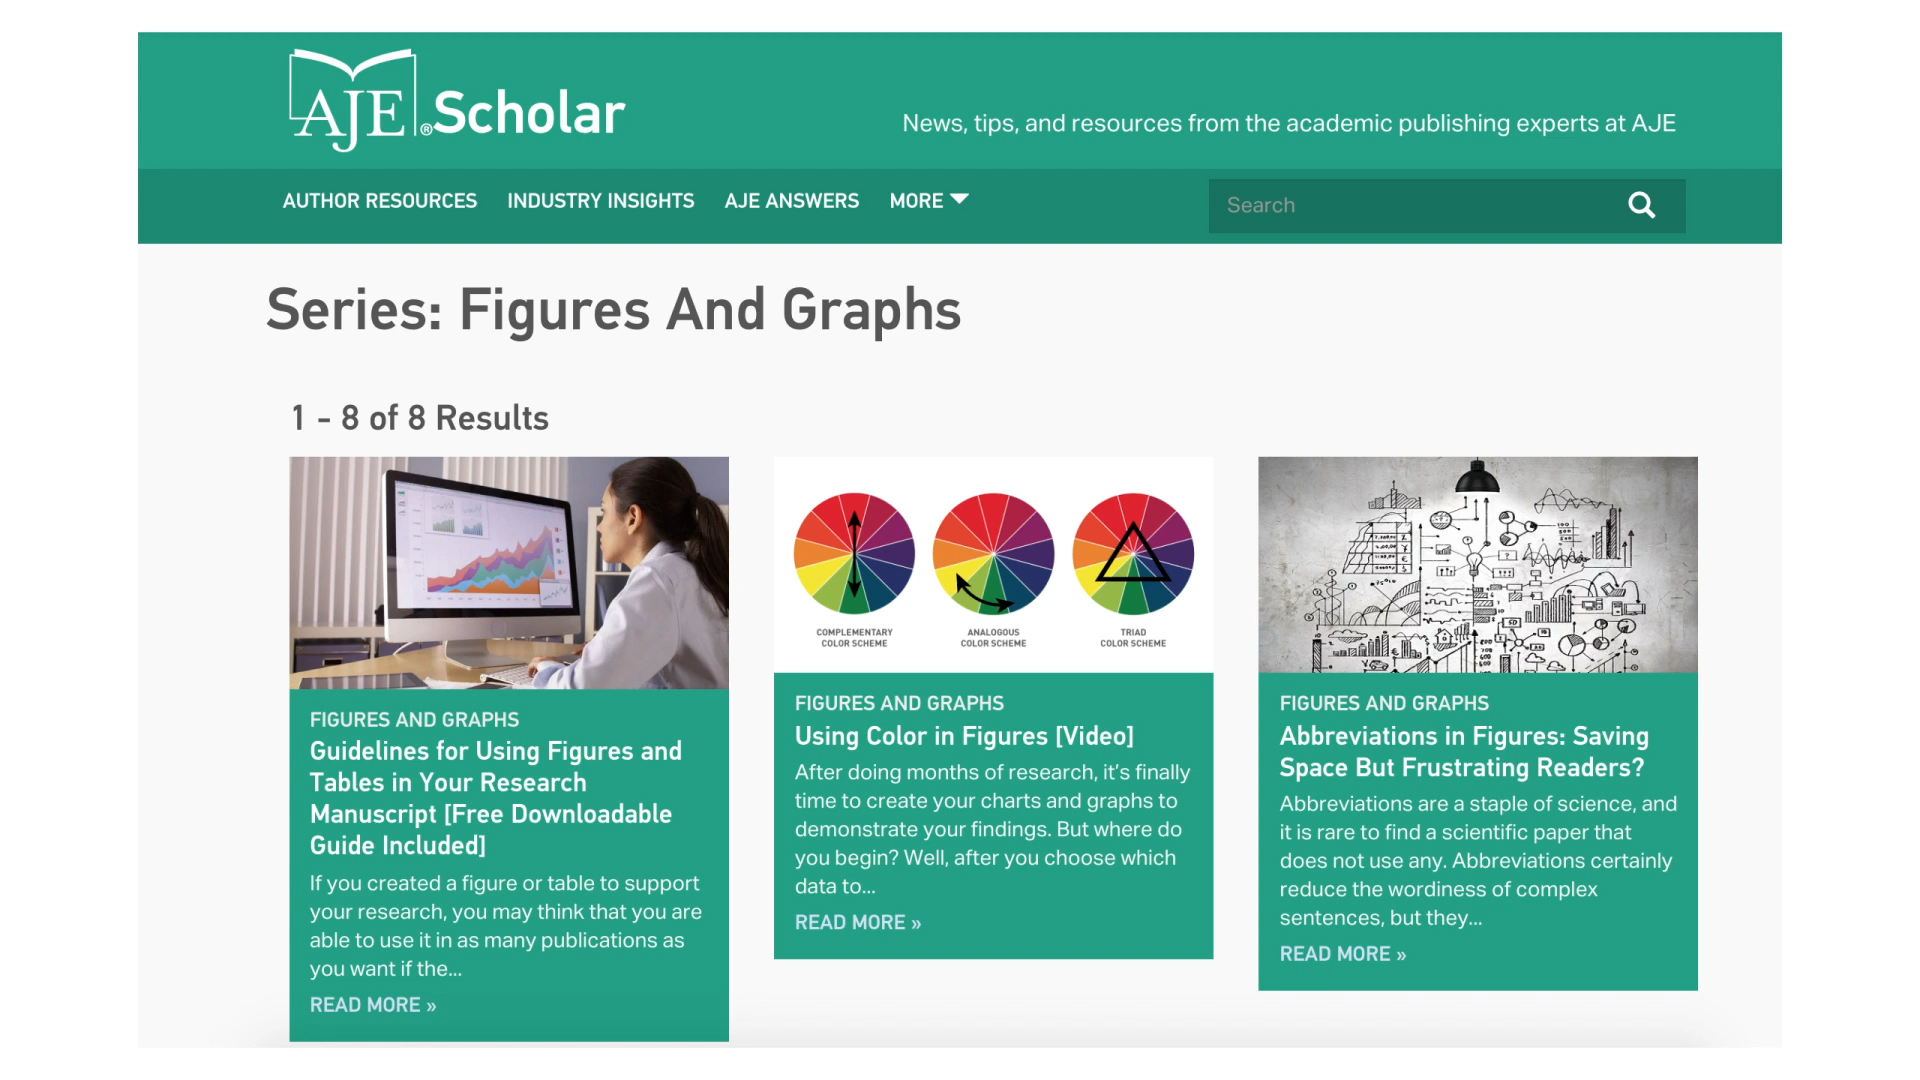 AJE®Scholar
News, tips, and resources from the academic publishing experts at AJE
AUTHOR RESOURCES INDUSTRY INSIGHTS AJE ANSWERS MORE
Search
Series: Figures And Graphs
1 - 8 of 8 Results
FIGURES AND GRAPHS
Guidelines for Using Figures and
Tables in Your Research
Manuscript [Free Downloadable
Guide Included]
If you created a figure or table to support
your research, you may think that you are
able to use it in as many publications as
you want if the...
READ MORE »
COMPLEMENTARY
COLOR SCHEME
ANALOGOUS
COLOR SCHEME
TRIAD
COLOR SCHEME
FIGURES AND GRAPHS
Using Color in Figures [Video]
After doing months of research, it’s finally
time to create your charts and graphs to
demonstrate your findings. But where do
you begin? Well, after you choose which
data to...
READ MORE »
FIGURES AND GRAPHS
Abbreviations in Figures: Saving
Space But Frustrating Readers?
Abbreviations are a staple of science, and
it is rare to find a scientific paper that
does not use any. Abbreviations certainly
reduce the wordiness of complex
sentences, but they...
READ MORE »